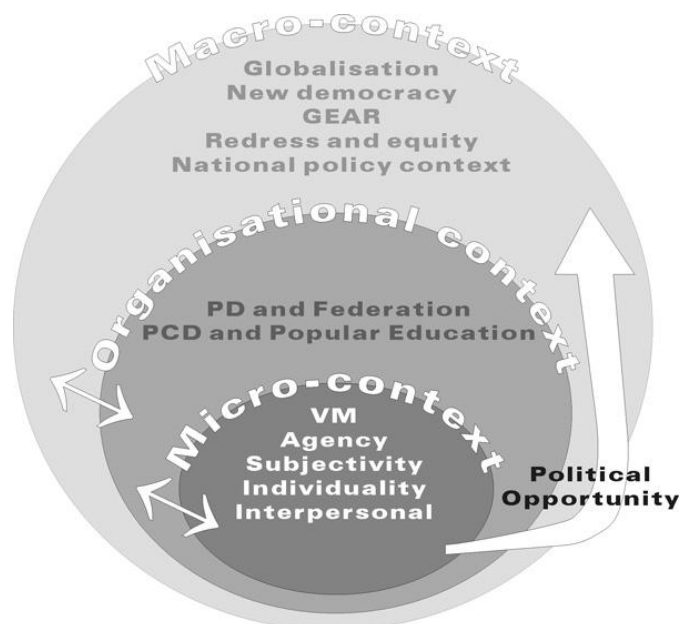 Macro-context
Globalisation
New democracy
GEAR
Redress and equity
National policy context
Organisational context
PD and Federation
PCD and Popular Education
Micro-context
VM
Agency
Subjectivity
Individuality
Interpersonal
Political
Opportunity